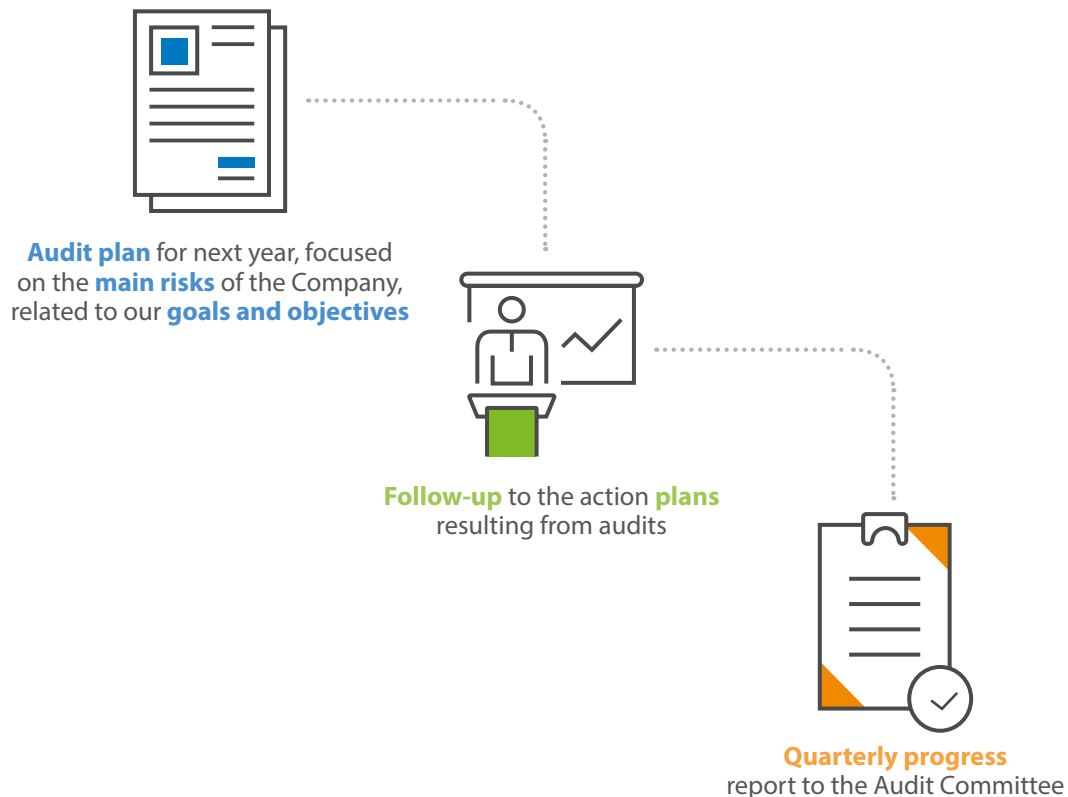 Audit plan for next year, focused
on the main risks of the Company,
related to our goals and objectives
Follow-up to the action plans
resulting from audits
Quarterly progress
report to the Audit Committee